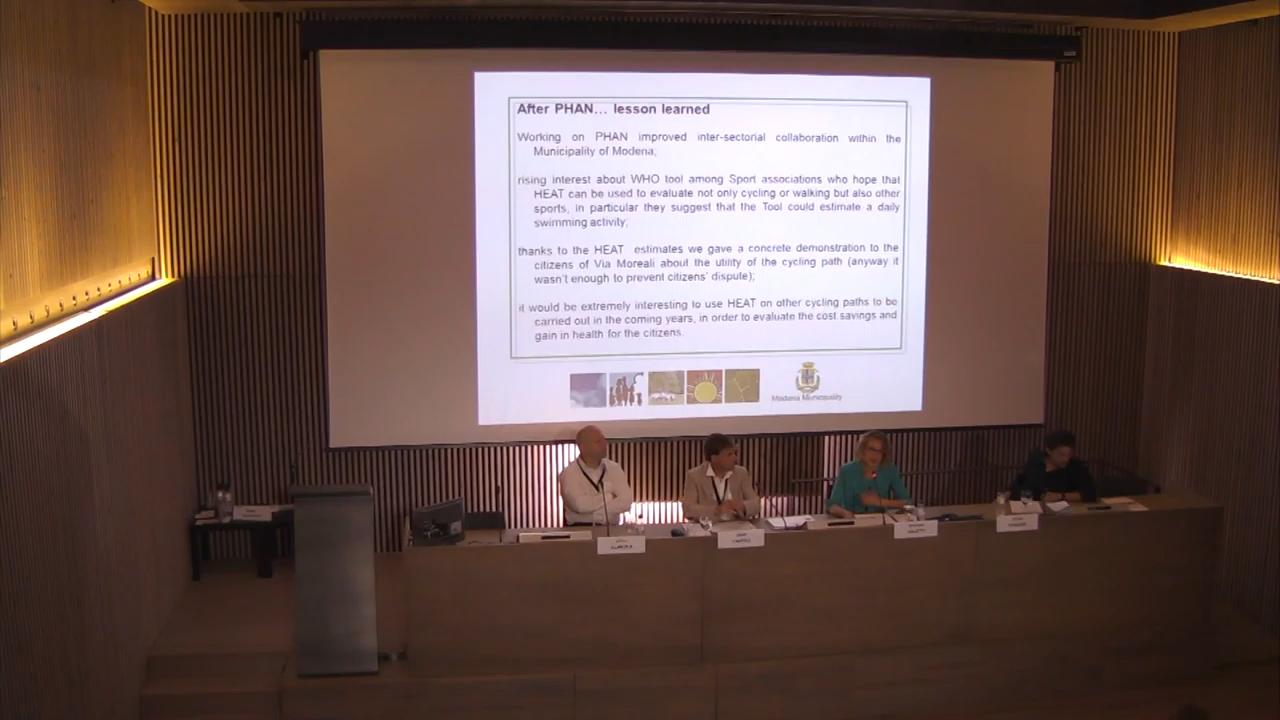 After PHAN... lesson learned
Working on PHAN improved inter-sectorial collaboration within the
Municipality of Modena;
rising interest about WHO tool among Sport associations who hope that
HEAT can be used to evaluate not only cycling or walking but also other
sports, in particular they suggest that the Tool could estimate a daily
swimming activity;
thanks to the HEAT estimates we gave a concrete demonstration to the
citizens of Via Moreali about the utility of the cycling path (anyway it
wasn't enough to prevent citizens' dispute);
it would be extremely interesting to use HEAT on other cycling paths to be
carried out in the coming years, in order to evaluate the cost savings and
gain in health for the citizens.
Modena Municipality